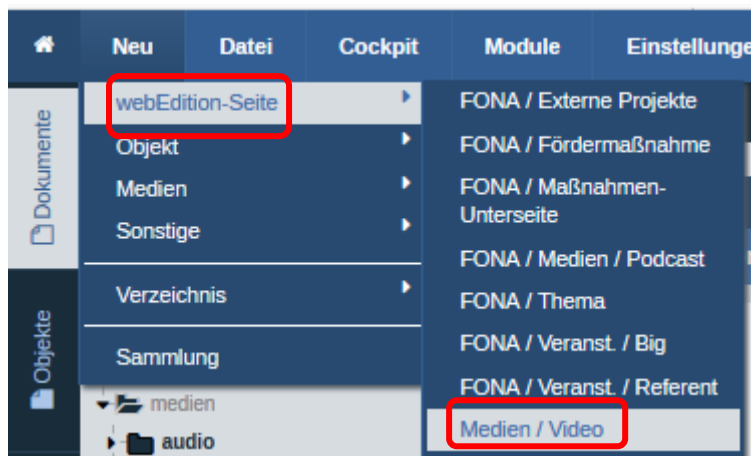 Neu Datei Cockpit Module Einstellunge
Dokumente
Objekte
webEdition-Seite
Objekt
Medien
Sonstige
Verzeichnis
Sammlung
medien
audio
FONA / Externe Projekte
FONA / Fördermaßnahme
FONA / Maßnahmen-
Unterseite
FONA / Medien / Podcast
FONA / Thema
FONA / Veranst. / Big
FONA / Veranst. / Referent
Medien / Video